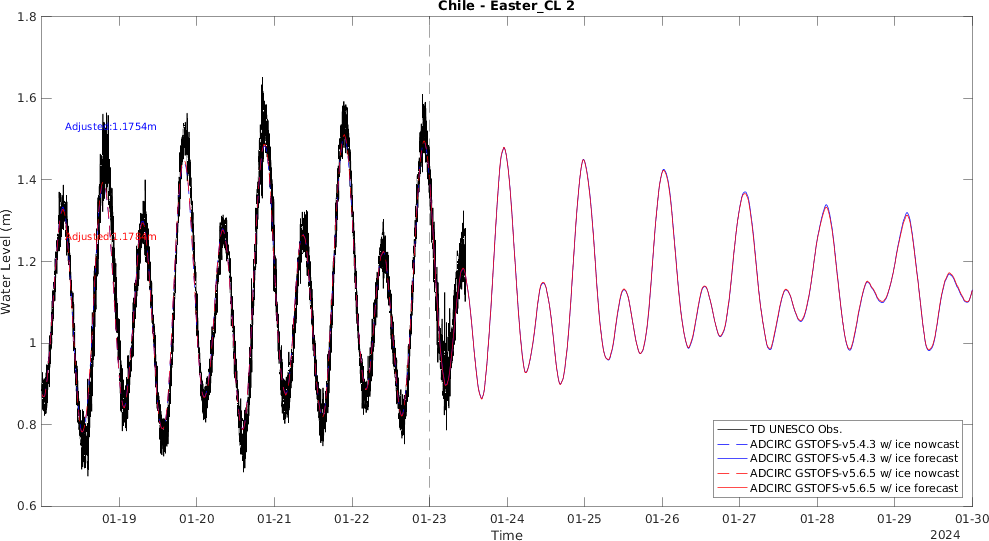 Chile - Easter_CL 2
Water Level (m)
1.8
1.6
1.4
1.2
1
0.8
0.6
Adjusted:1.1754m
TD UNESCO Obs.
ADCIRC GSTOFS-v5.4.3 w/ ice nowcast
ADCIRC GSTOFS-v5.4.3 w/ ice forecast
ADCIRC GSTOFS-v5.6.5 w/ ice nowcast
ADCIRC GSTOFS-v5.6.5 w/ ice forecast
01-19 01-20 01-21 01-22 01-23 01-24 01-25 01-26 01-27 01-28 01-29 01-30
Time
2024